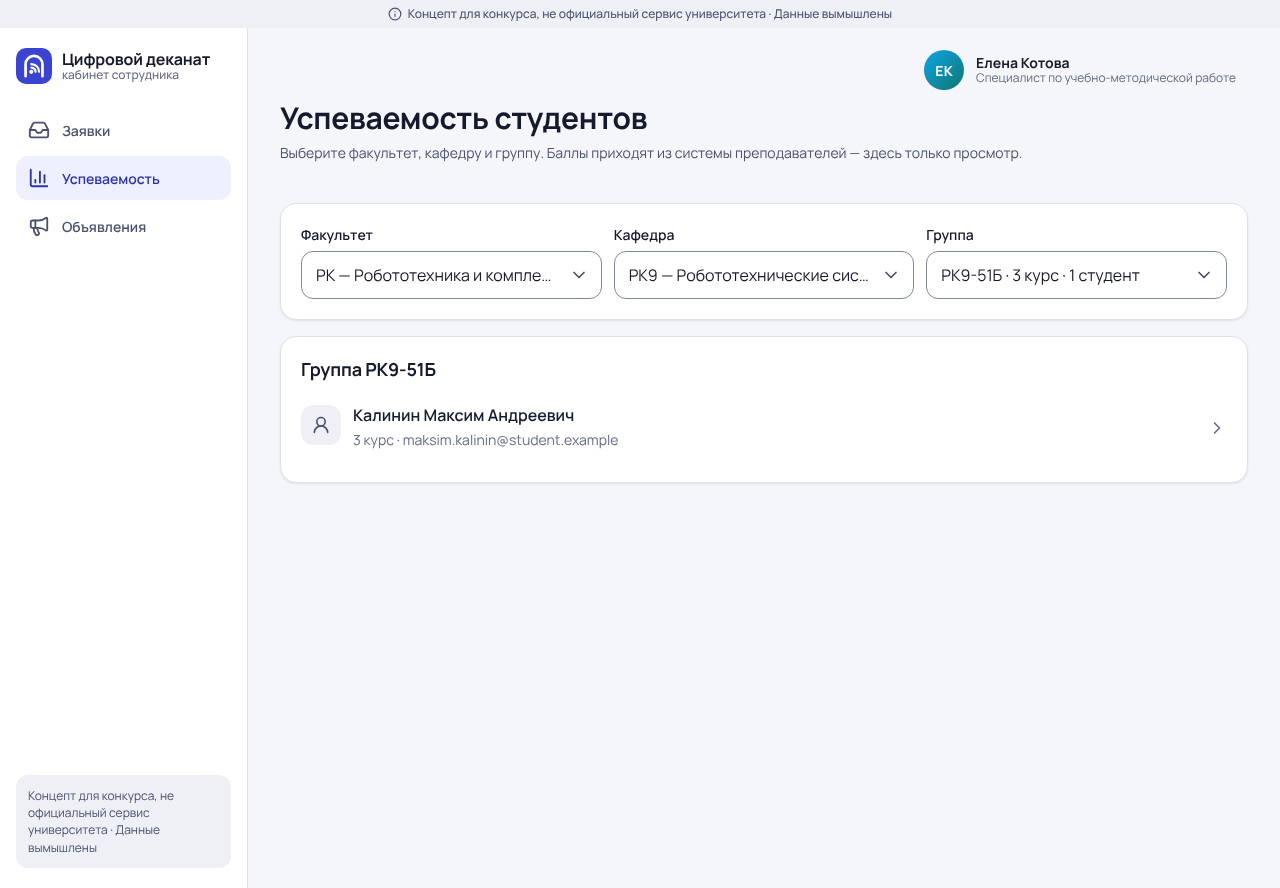 Концепт для конкурса, не официальный сервис университета · Данные вымышлены
Цифровой деканат
кабинет сотрудника
Заявки
Успеваемость
Объявления
Концепт для конкурса, не
официальный сервис
университета · Данные
вымышлены
ЕК
Елена Котова
Специалист по учебно-методической работе
Успеваемость студентов
Выберите факультет, кафедру и группу. Баллы приходят из системы преподавателей — здесь только просмотр.
Факультет
РК — Робототехника и компле...
Кафедра
РК9 — Робототехнические сис...
Группа
РК9-51Б · 3 курс · 1 студент
Группа РК9-51Б
Калинин Максим Андреевич
3 курс · maksim.kalinin@student.example